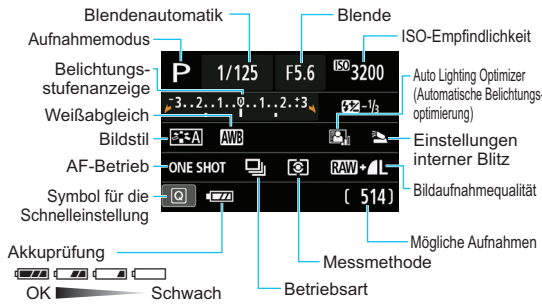 Blendenautomatik
Blende
Aufnahmemodus
ISO-Empfindlichkeit
P 1/125 F5.6 ISO 3200
Belichtungs-
stufenanzeige
-3..2..1..0..1..2..+3
-1/3
Auto Lighting Optimizer
(Automatische Belichtungs-
optimierung)
Weißabgleich
Bildstil
A AWB
Einstellungen
interner Blitz
AF-Betrieb
ONE SHOT RAW+L
Bildaufnahmequalität
Symbol für die
Schnelleinstellung
Q ( 514)
Mögliche Aufnahmen
Akkuprüfung
Messmethode
Betriebsart
OK Schwach